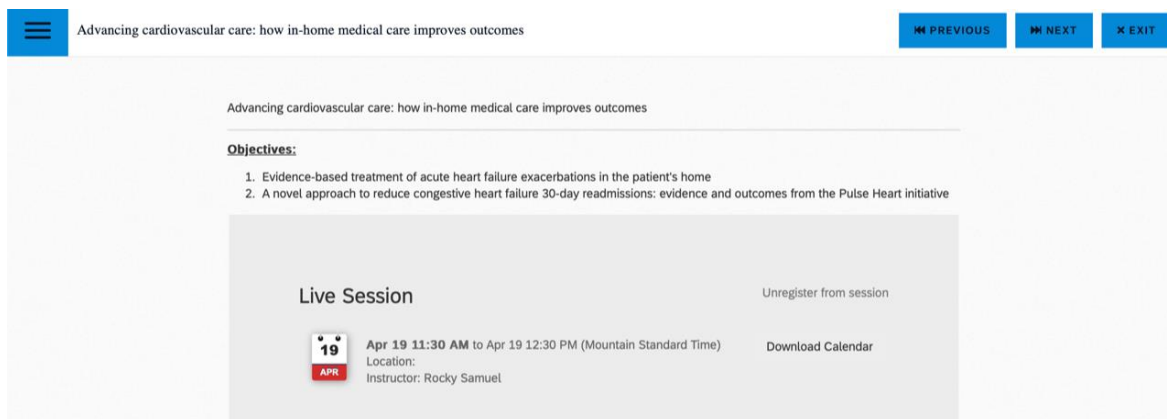 Advancing cardiovascular care: how in-home medical care improves outcomes
PREVIOUS
NEXT
EXIT
Advancing cardiovascular care: how in-home medical care improves outcomes
Objectives:
1. Evidence-based treatment of acute heart failure exacerbations in the patient's home
2. A novel approach to reduce congestive heart failure 30-day readmissions: evidence and outcomes from the Pulse Heart initiative
Live Session
Unregister from session
19
APR
Apr 19 11:30 AM to Apr 19 12:30 PM (Mountain Standard Time)
Location:
Instructor: Rocky Samuel
Download Calendar